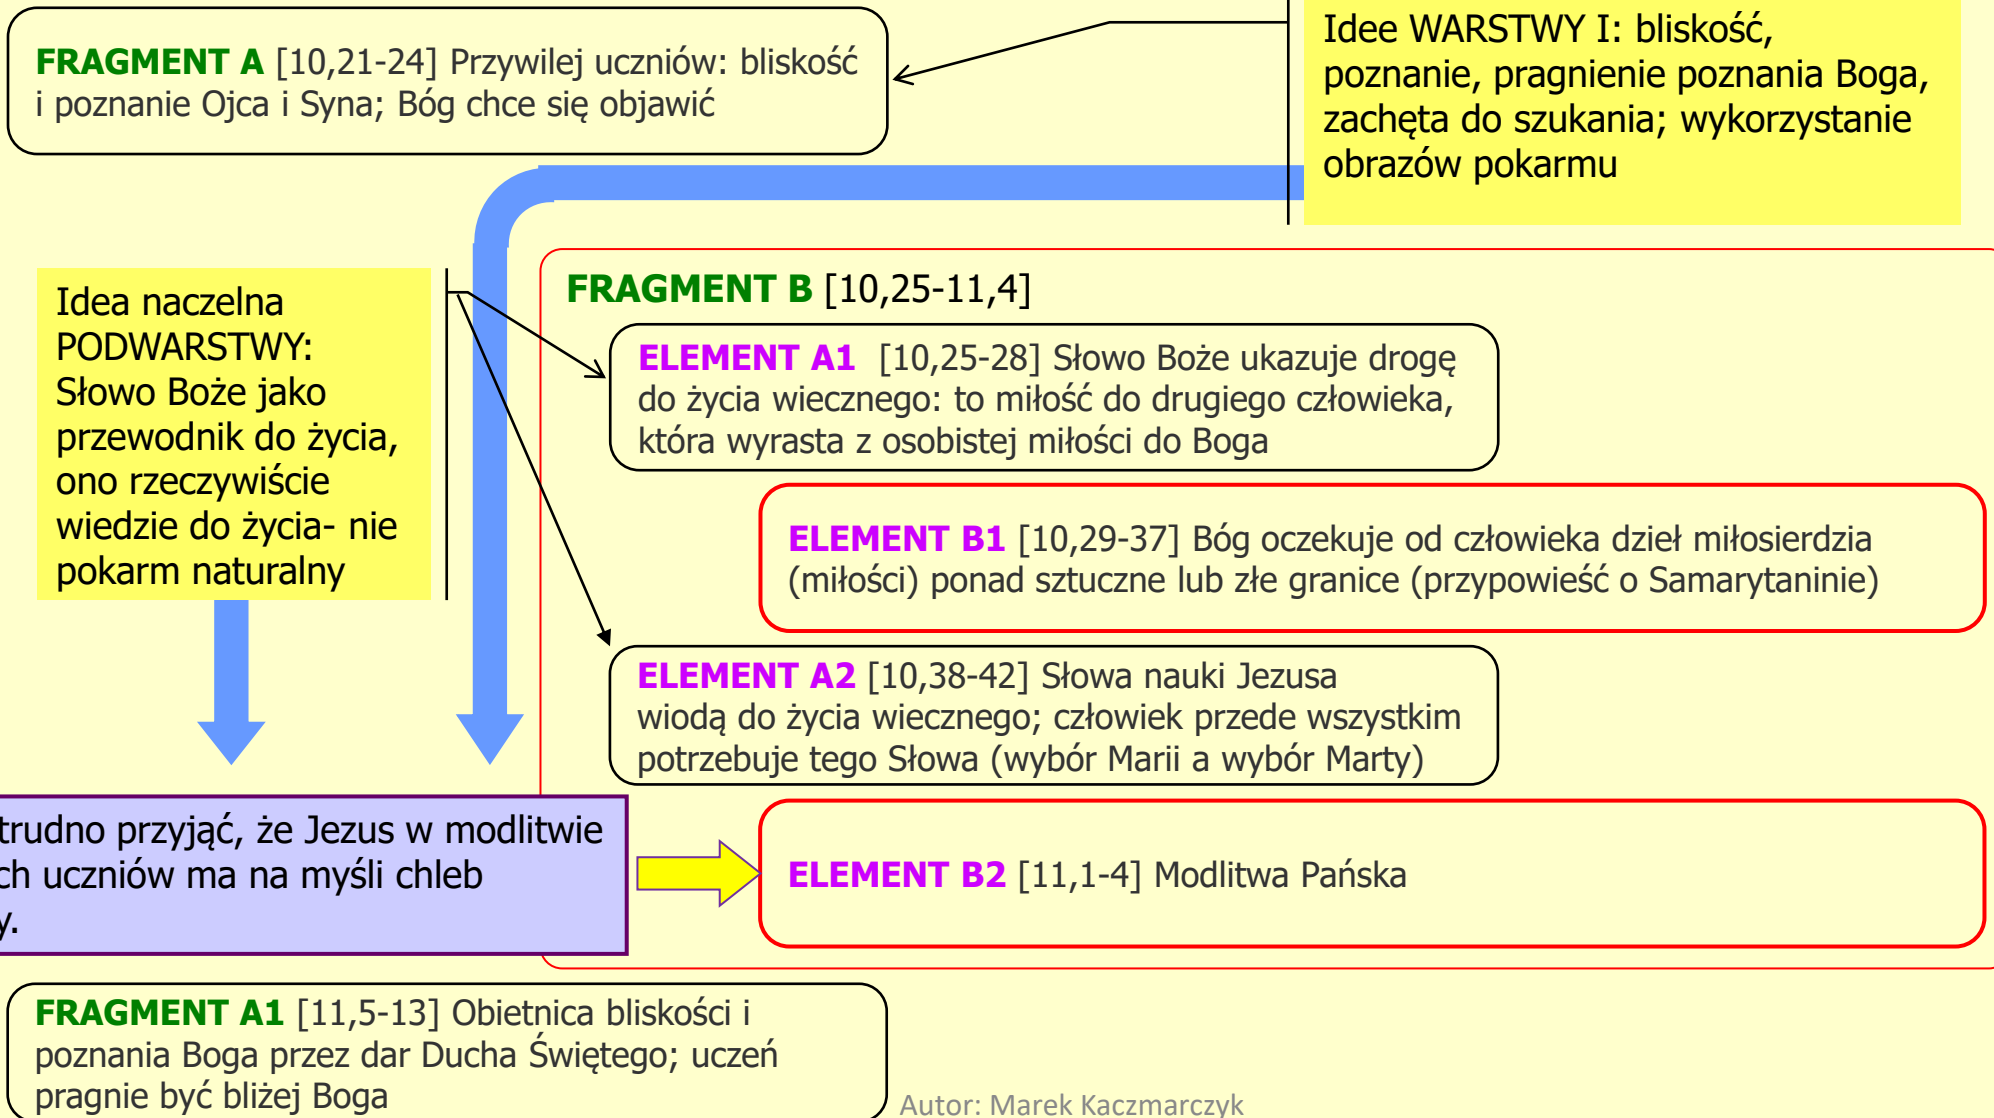 FRAGMENT A [10,21-24] Przywilej uczniów: bliskość
i poznanie Ojca i Syna; Bóg chce się objawić
Idee WARSTWY I: bliskość,
poznanie, pragnienie poznania Boga,
zachęta do szukania; wykorzystanie
obrazów pokarmu
Idea naczelna
PODWARSTWY:
Słowo Boże jako
przewodnik do życia,
ono rzeczywiście
wiedzie do życia- nie
pokarm naturalny
FRAGMENT B [10,25-11,4]
ELEMENT A1 [10,25-28] Słowo Boże ukazuje drogę
do życia wiecznego: to miłość do drugiego człowieka,
która wyrasta z osobistej miłości do Boga
ELEMENT B1 [10,29-37] Bóg oczekuje od człowieka dzieł miłosierdzia
(miłości) ponad sztuczne lub złe granice (przypowieść o Samarytaninie)
ELEMENT A2 [10,38-42] Słowa nauki Jezusa
wiodą do życia wiecznego; człowiek przede wszystkim
potrzebuje tego Słowa (wybór Marii a wybór Marty)
trudno przyjąć, że Jezus w modlitwie
ch uczniów ma na myśli chleb
y.
ELEMENT B2 [11,1-4] Modlitwa Pańska
FRAGMENT A1 [11,5-13] Obietnica bliskości i
poznania Boga przez dar Ducha Świętego; uczeń
pragnie być bliżej Boga
Autor: Marek Kaczmarczyk